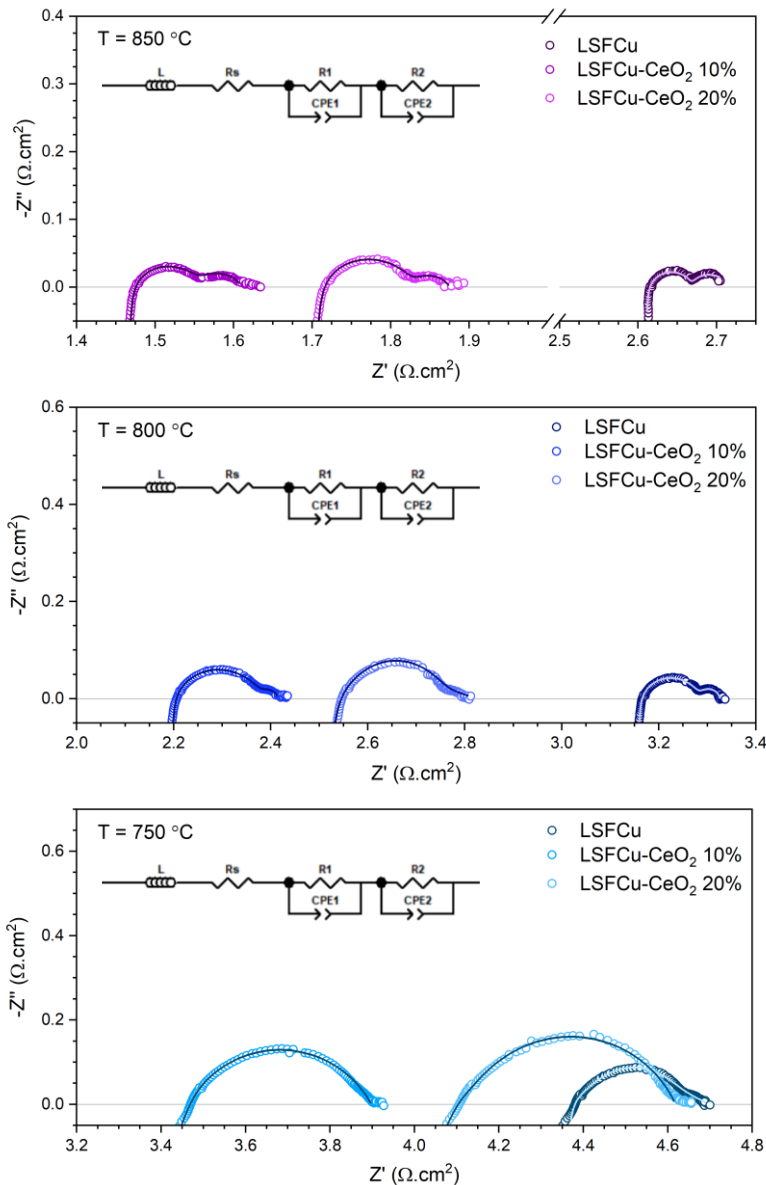 T = 850 °C
LSFCu
LSFCu-CeO₂ 10%
LSFCu-CeO₂ 20%
L Rs R1 R2
CPE1 CPE2
-Z'' (Ω.cm²)
0.4
0.3
0.2
0.1
0.0
1.4 1.5 1.6 1.7 1.8 1.9 2.5 2.6 2.7
Z' (Ω.cm²)
T = 800 °C
LSFCu
LSFCu-CeO₂ 10%
LSFCu-CeO₂ 20%
L Rs R1 R2
CPE1 CPE2
-Z'' (Ω.cm²)
0.6
0.4
0.2
0.0
2.0 2.2 2.4 2.6 2.8 3.0 3.2 3.4
Z' (Ω.cm²)
T = 750 °C
LSFCu
LSFCu-CeO₂ 10%
LSFCu-CeO₂ 20%
L Rs R1 R2
CPE1 CPE2
-Z'' (Ω.cm²)
0.6
0.4
0.2
0.0
3.2 3.4 3.6 3.8 4.0 4.2 4.4 4.6 4.8
Z' (Ω.cm²)